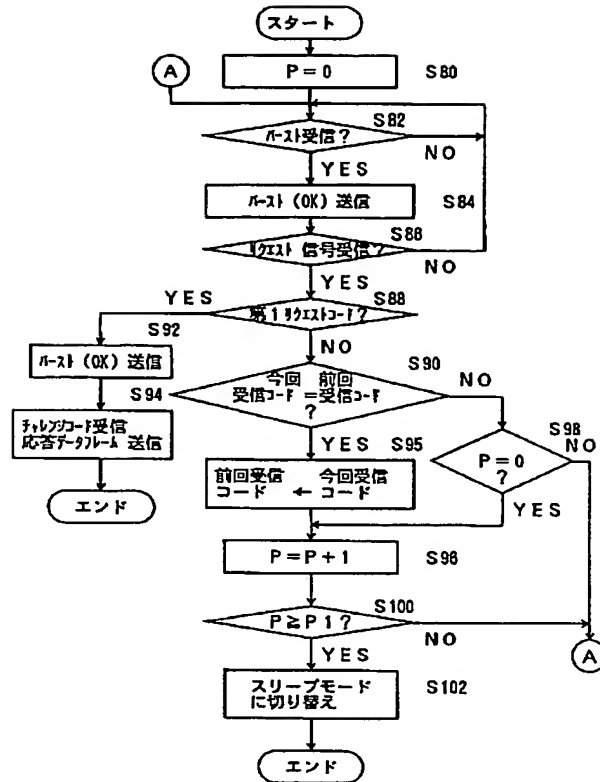 スタート
A
P=0 S80
S82
バースト受信?
NO
YES
バースト(OK)送信 S84
S86
リクエスト 信号受信?
NO
YES
YES S88
第1リクエストコード?
S92
NO
バースト(OK)送信
S90
今回 前回
受信コード=受信コード
?
NO
S94
チャレンジコード受信
応答データフレーム 送信
エンド
YES S95
前回受信 今回受信
コード ← コード
S98
NO
P=0
?
YES
P=P+1 S96
S100
P≧P1?
NO
A
YES
スリープモード
に切り替え
S102
エンド